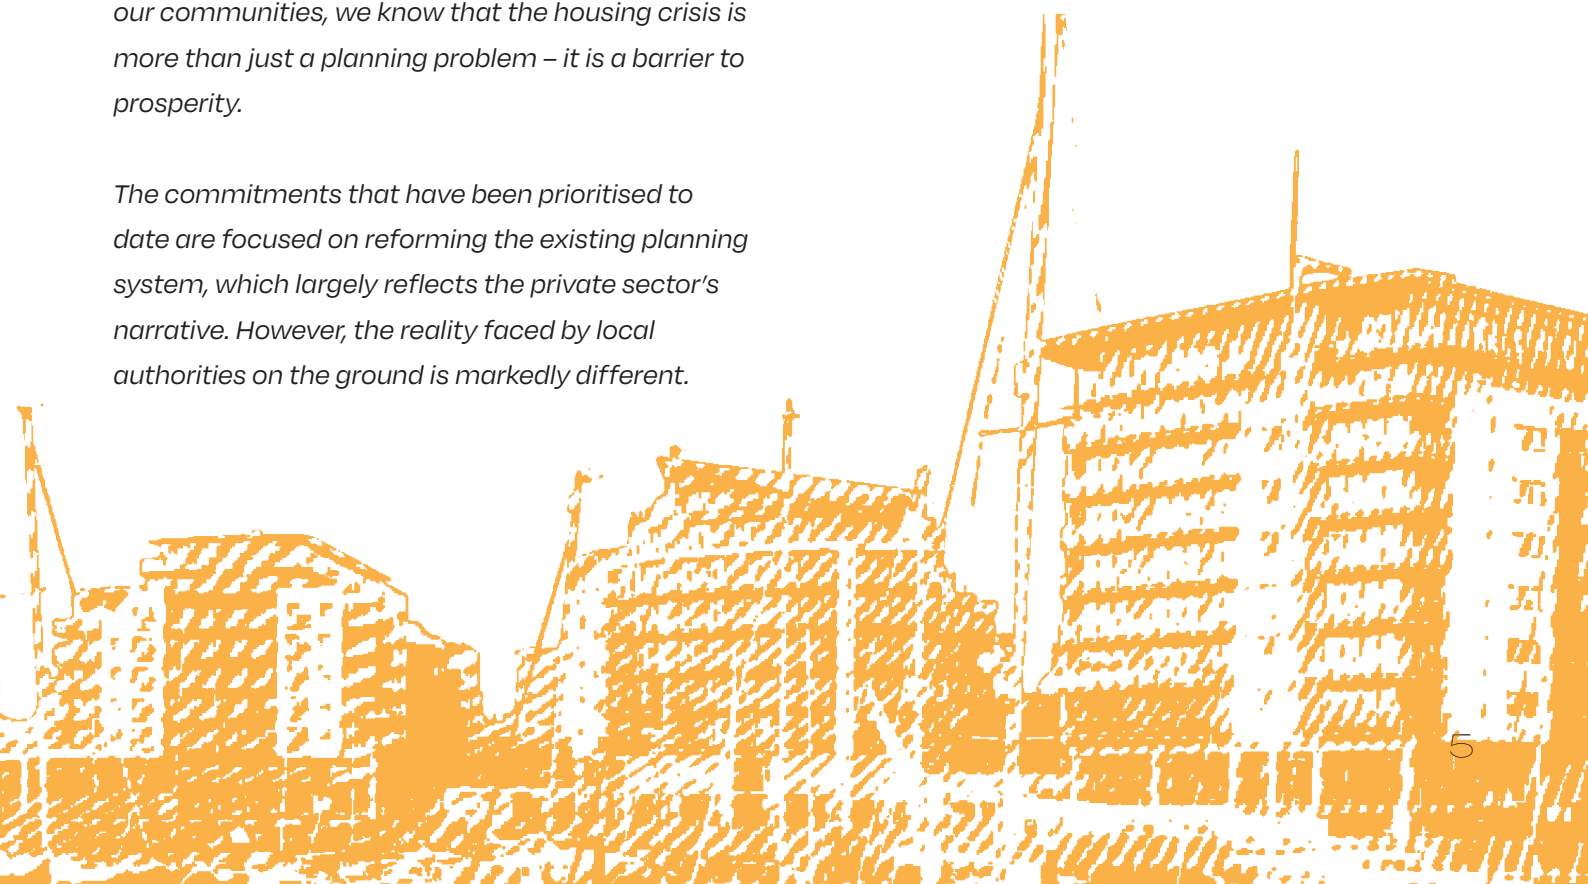 our communities, we know that the housing crisis is
more than just a planning problem – it is a barrier to
prosperity.
The commitments that have been prioritised to
date are focused on reforming the existing planning
system, which largely reflects the private sector’s
narrative. However, the reality faced by local
authorities on the ground is markedly different.
5